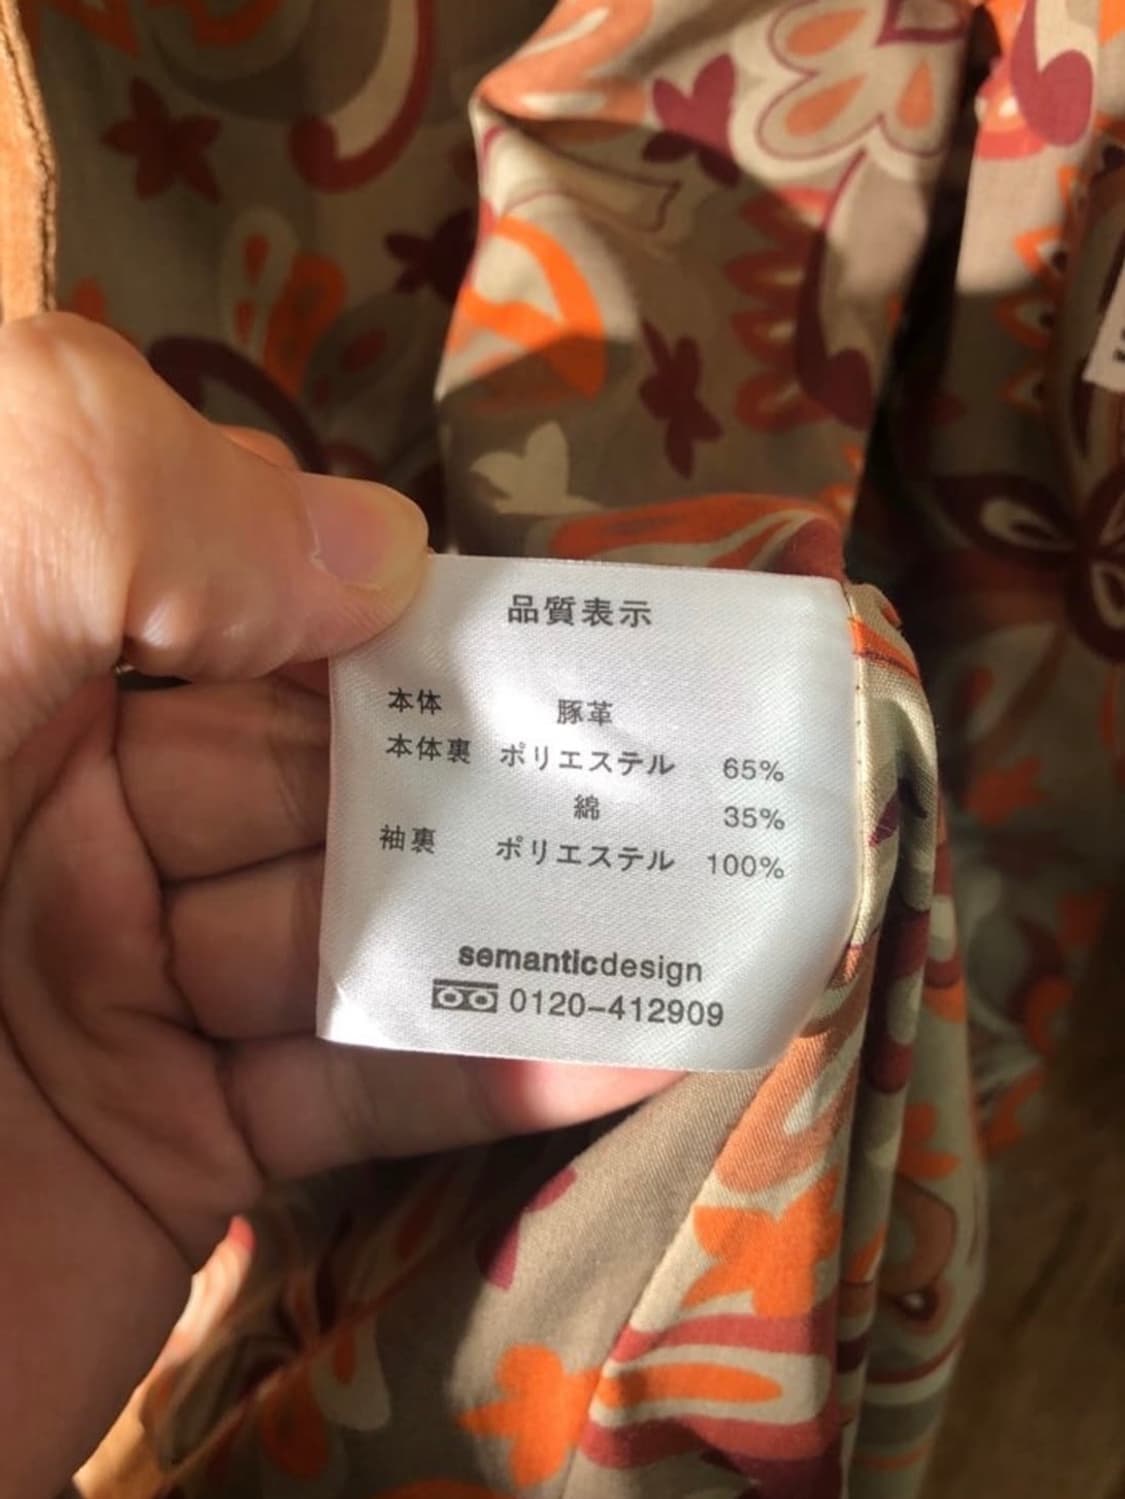 品質表示
本体 豚革
本体裏 ポリエステル 65%
綿 35%
袖裏 ポリエステル 100%
semanticdesign
0120-412909